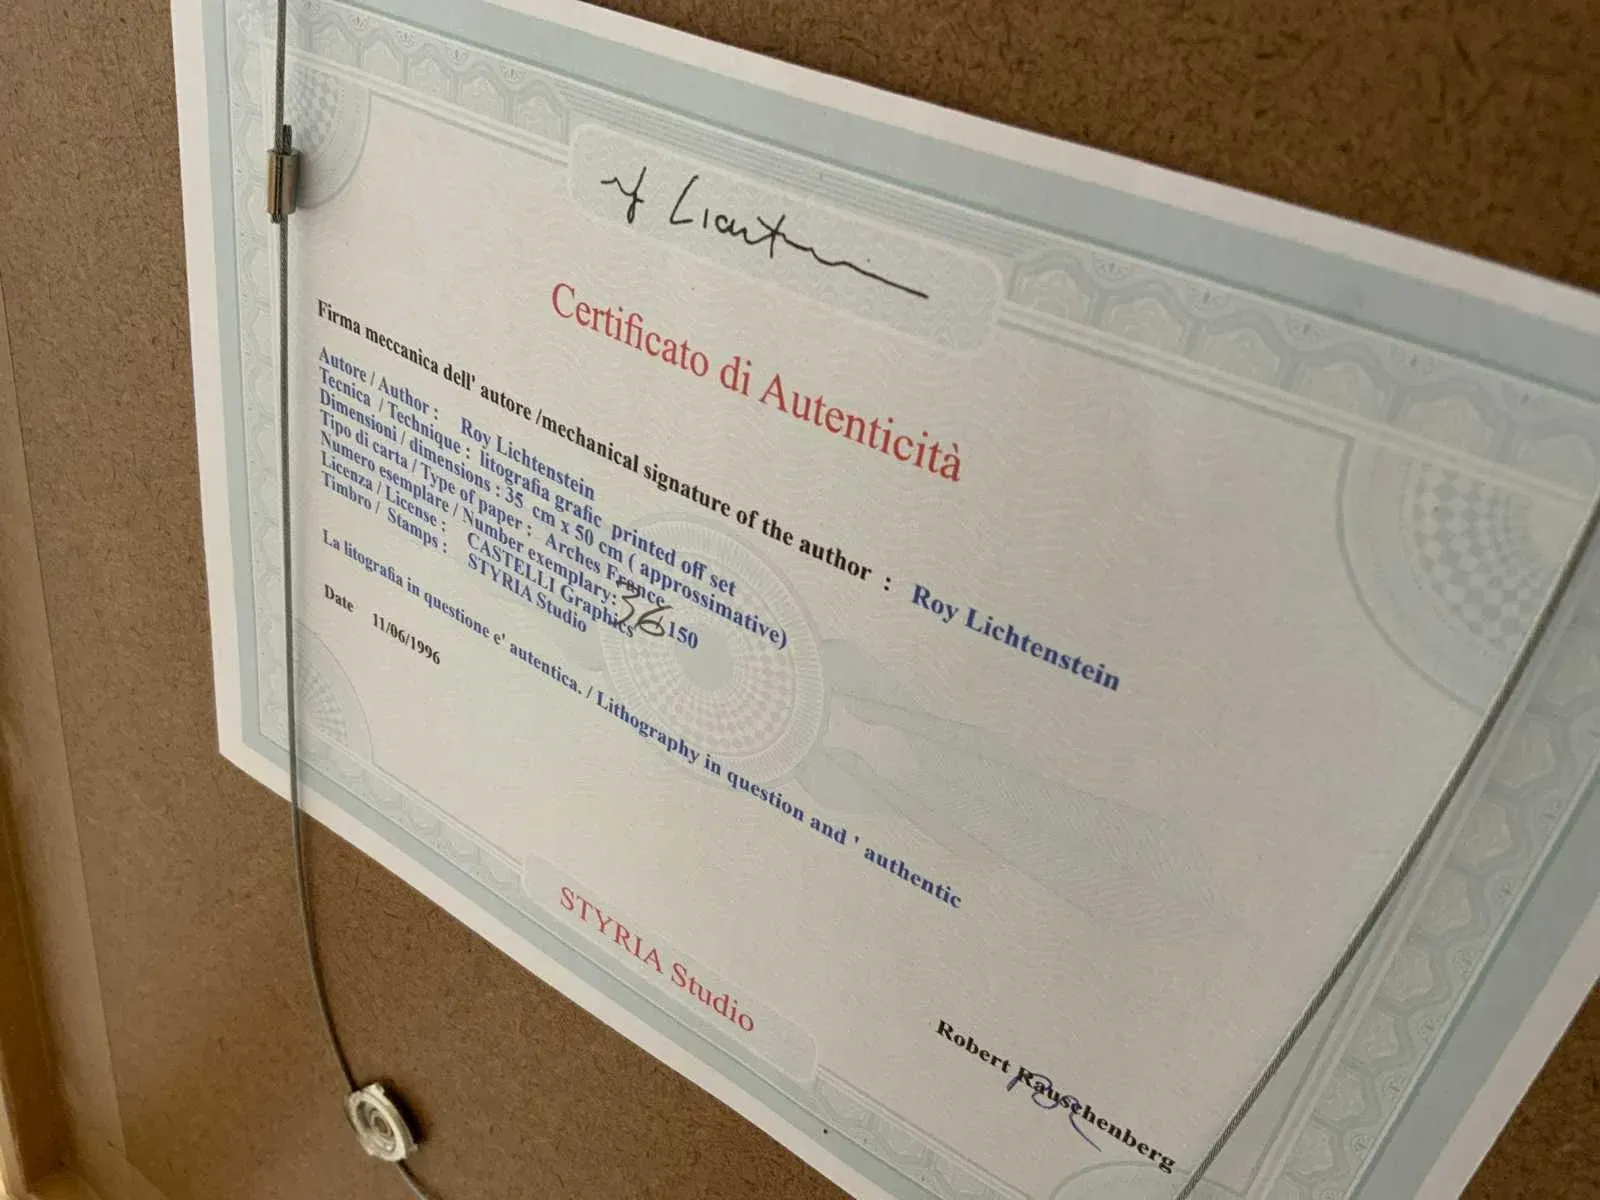 rf Lichtenstein
Certificato di Autenticità
Firma meccanica dell' autore /mechanical signature of the author : Roy Lichtenstein
Autore / Author : Roy Lichtenstein
Tecnica / Technique : litografia grafic printed off set
Dimensioni / dimensions : 35 cm x 50 cm ( approssimative)
Tipo di carta / Type of paper : Arches France
Numero esemplare / Number exemplary: 36 150
Licenza / License : CASTELLI Graphics
Timbro / Stamps : STYRIA Studio
La litografia in questione e' autentica. / Lithography in question and ' authentic
Date 11/06/1996
STYRIA Studio
Robert Rauschenberg